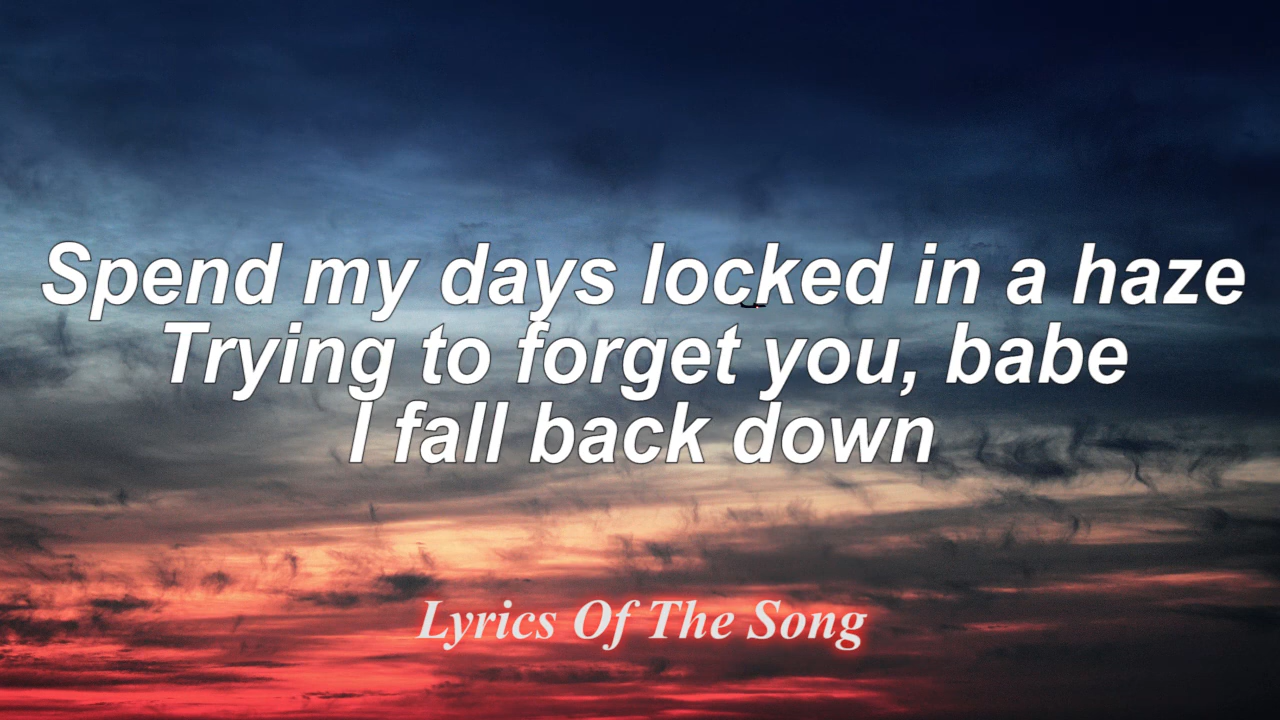 Spend my days locked in a haze
Trying to forget you, babe
I fall back down
Lyrics Of The Song